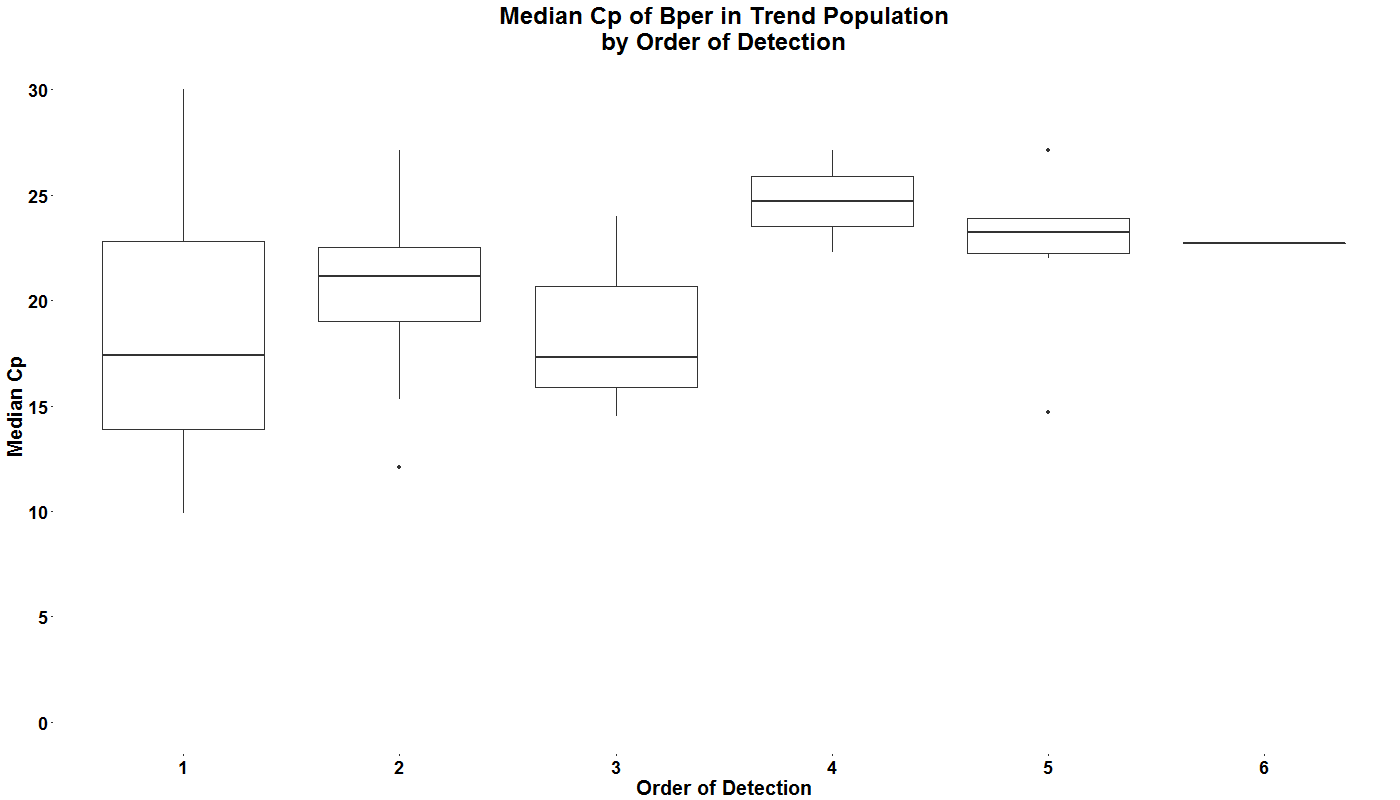 Median Cp of Bper in Trend Population
by Order of Detection
30
25
20
15
10
5
0
Median Cp
1 2 3 4 5 6
Order of Detection